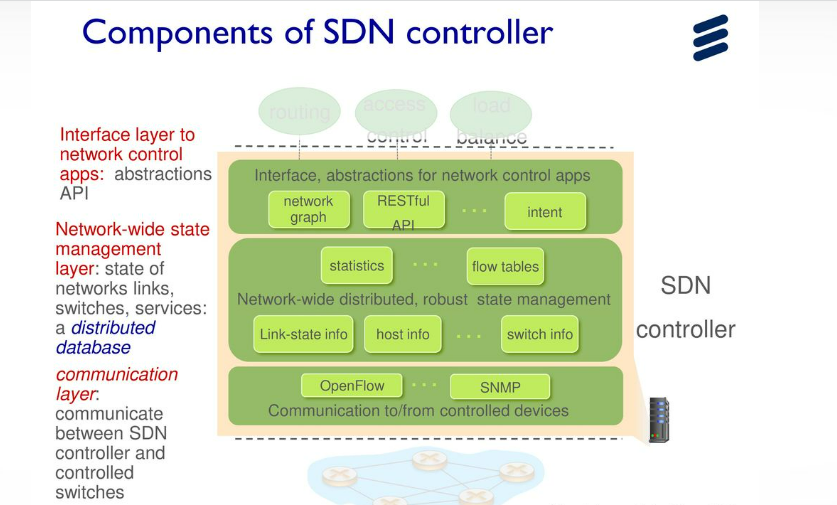 Components of SDN controller
routing
access
control
load
balance
Interface layer to
network control
apps: abstractions
API
Interface, abstractions for network control apps
network
graph
RESTful
API
. . .
intent
Network-wide state
management
layer: state of
networks links,
switches, services:
a distributed
database
statistics
. . .
flow tables
Network-wide distributed, robust state management
Link-state info
host info
. . .
switch info
SDN
controller
communication
layer:
communicate
between SDN
controller and
controlled
switches
OpenFlow
. . .
SNMP
Communication to/from controlled devices